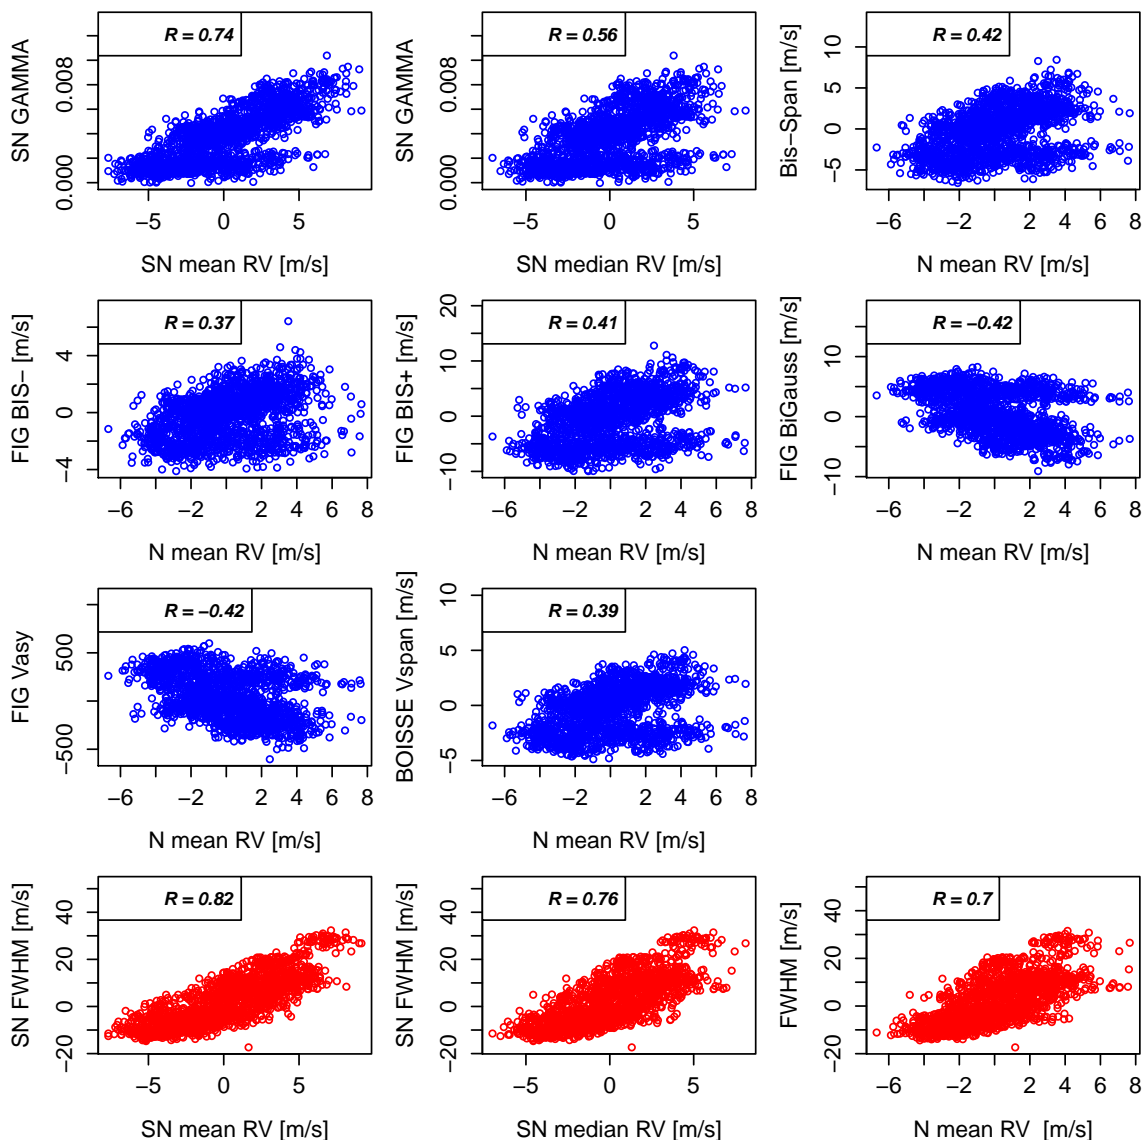 R = 0.74
SN GAMMA
0.008
0.000
−5 0 5
SN mean RV [m/s]
R = 0.56
SN GAMMA
0.008
0.000
−5 0 5
SN median RV [m/s]
R = 0.42
Bis−Span [m/s]
10
5
0
−5
−6 −2 2 4 6 8
N mean RV [m/s]
R = 0.37
FIG BIS− [m/s]
4
0
−4
−6 −2 2 4 6 8
N mean RV [m/s]
R = 0.41
FIG BIS+ [m/s]
20
10
0
−10
−6 −2 2 4 6 8
N mean RV [m/s]
R = −0.42
FIG BiGauss [m/s]
10
0
−10
−6 −2 2 4 6 8
N mean RV [m/s]
R = −0.42
FIG Vasy
500
−500
−6 −2 2 4 6 8
N mean RV [m/s]
R = 0.39
BOISSE Vspan [m/s]
10
5
0
−5
−6 −2 2 4 6 8
N mean RV [m/s]
R = 0.82
SN FWHM [m/s]
40
20
0
−20
−5 0 5
SN mean RV [m/s]
R = 0.76
SN FWHM [m/s]
40
20
0
−20
−5 0 5
SN median RV [m/s]
R = 0.7
FWHM [m/s]
40
20
0
−20
−6 −2 2 4 6 8
N mean RV [m/s]